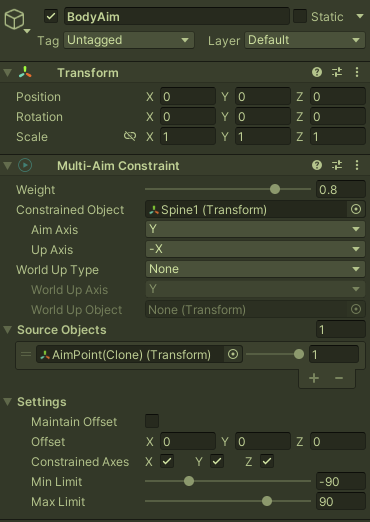 BodyAim Static
Tag Untagged Layer Default
Transform
Position X 0 Y 0 Z 0
Rotation X 0 Y 0 Z 0
Scale X 1 Y 1 Z 1
Multi-Aim Constraint
Weight 0.8
Constrained Object Spine1 (Transform)
Aim Axis Y
Up Axis -X
World Up Type None
World Up Axis Y
World Up Object None (Transform)
Source Objects 1
AimPoint(Clone) (Transform) 1
Settings
Maintain Offset
Offset X 0 Y 0 Z 0
Constrained Axes X Y Z
Min Limit -90
Max Limit 90